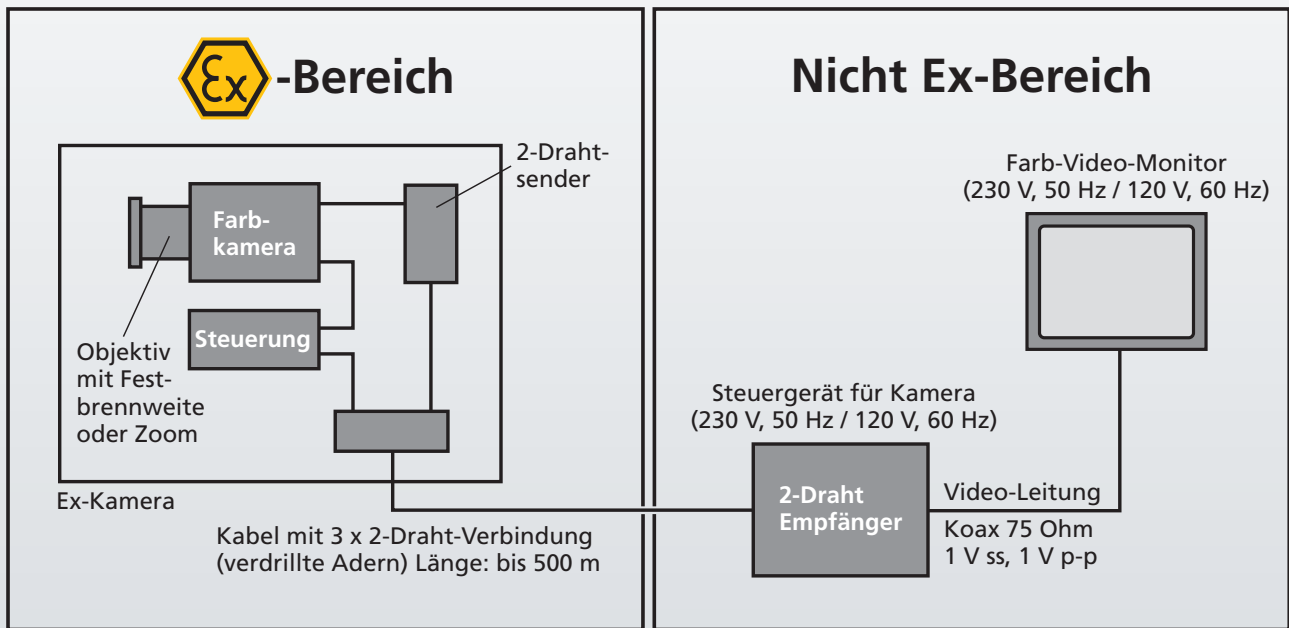 Ex-Bereich
Nicht Ex-Bereich
2-Draht-
sender
Farb-
kamera
Steuerung
Objektiv
mit Fest-
brennweite
oder Zoom
Ex-Kamera
Kabel mit 3 x 2-Draht-Verbindung
(verdrillte Adern) Länge: bis 500 m
Farb-Video-Monitor
(230 V, 50 Hz / 120 V, 60 Hz)
Steuergerät für Kamera
(230 V, 50 Hz / 120 V, 60 Hz)
2-Draht
Empfänger
Video-Leitung
Koax 75 Ohm
1 V ss, 1 V p-p